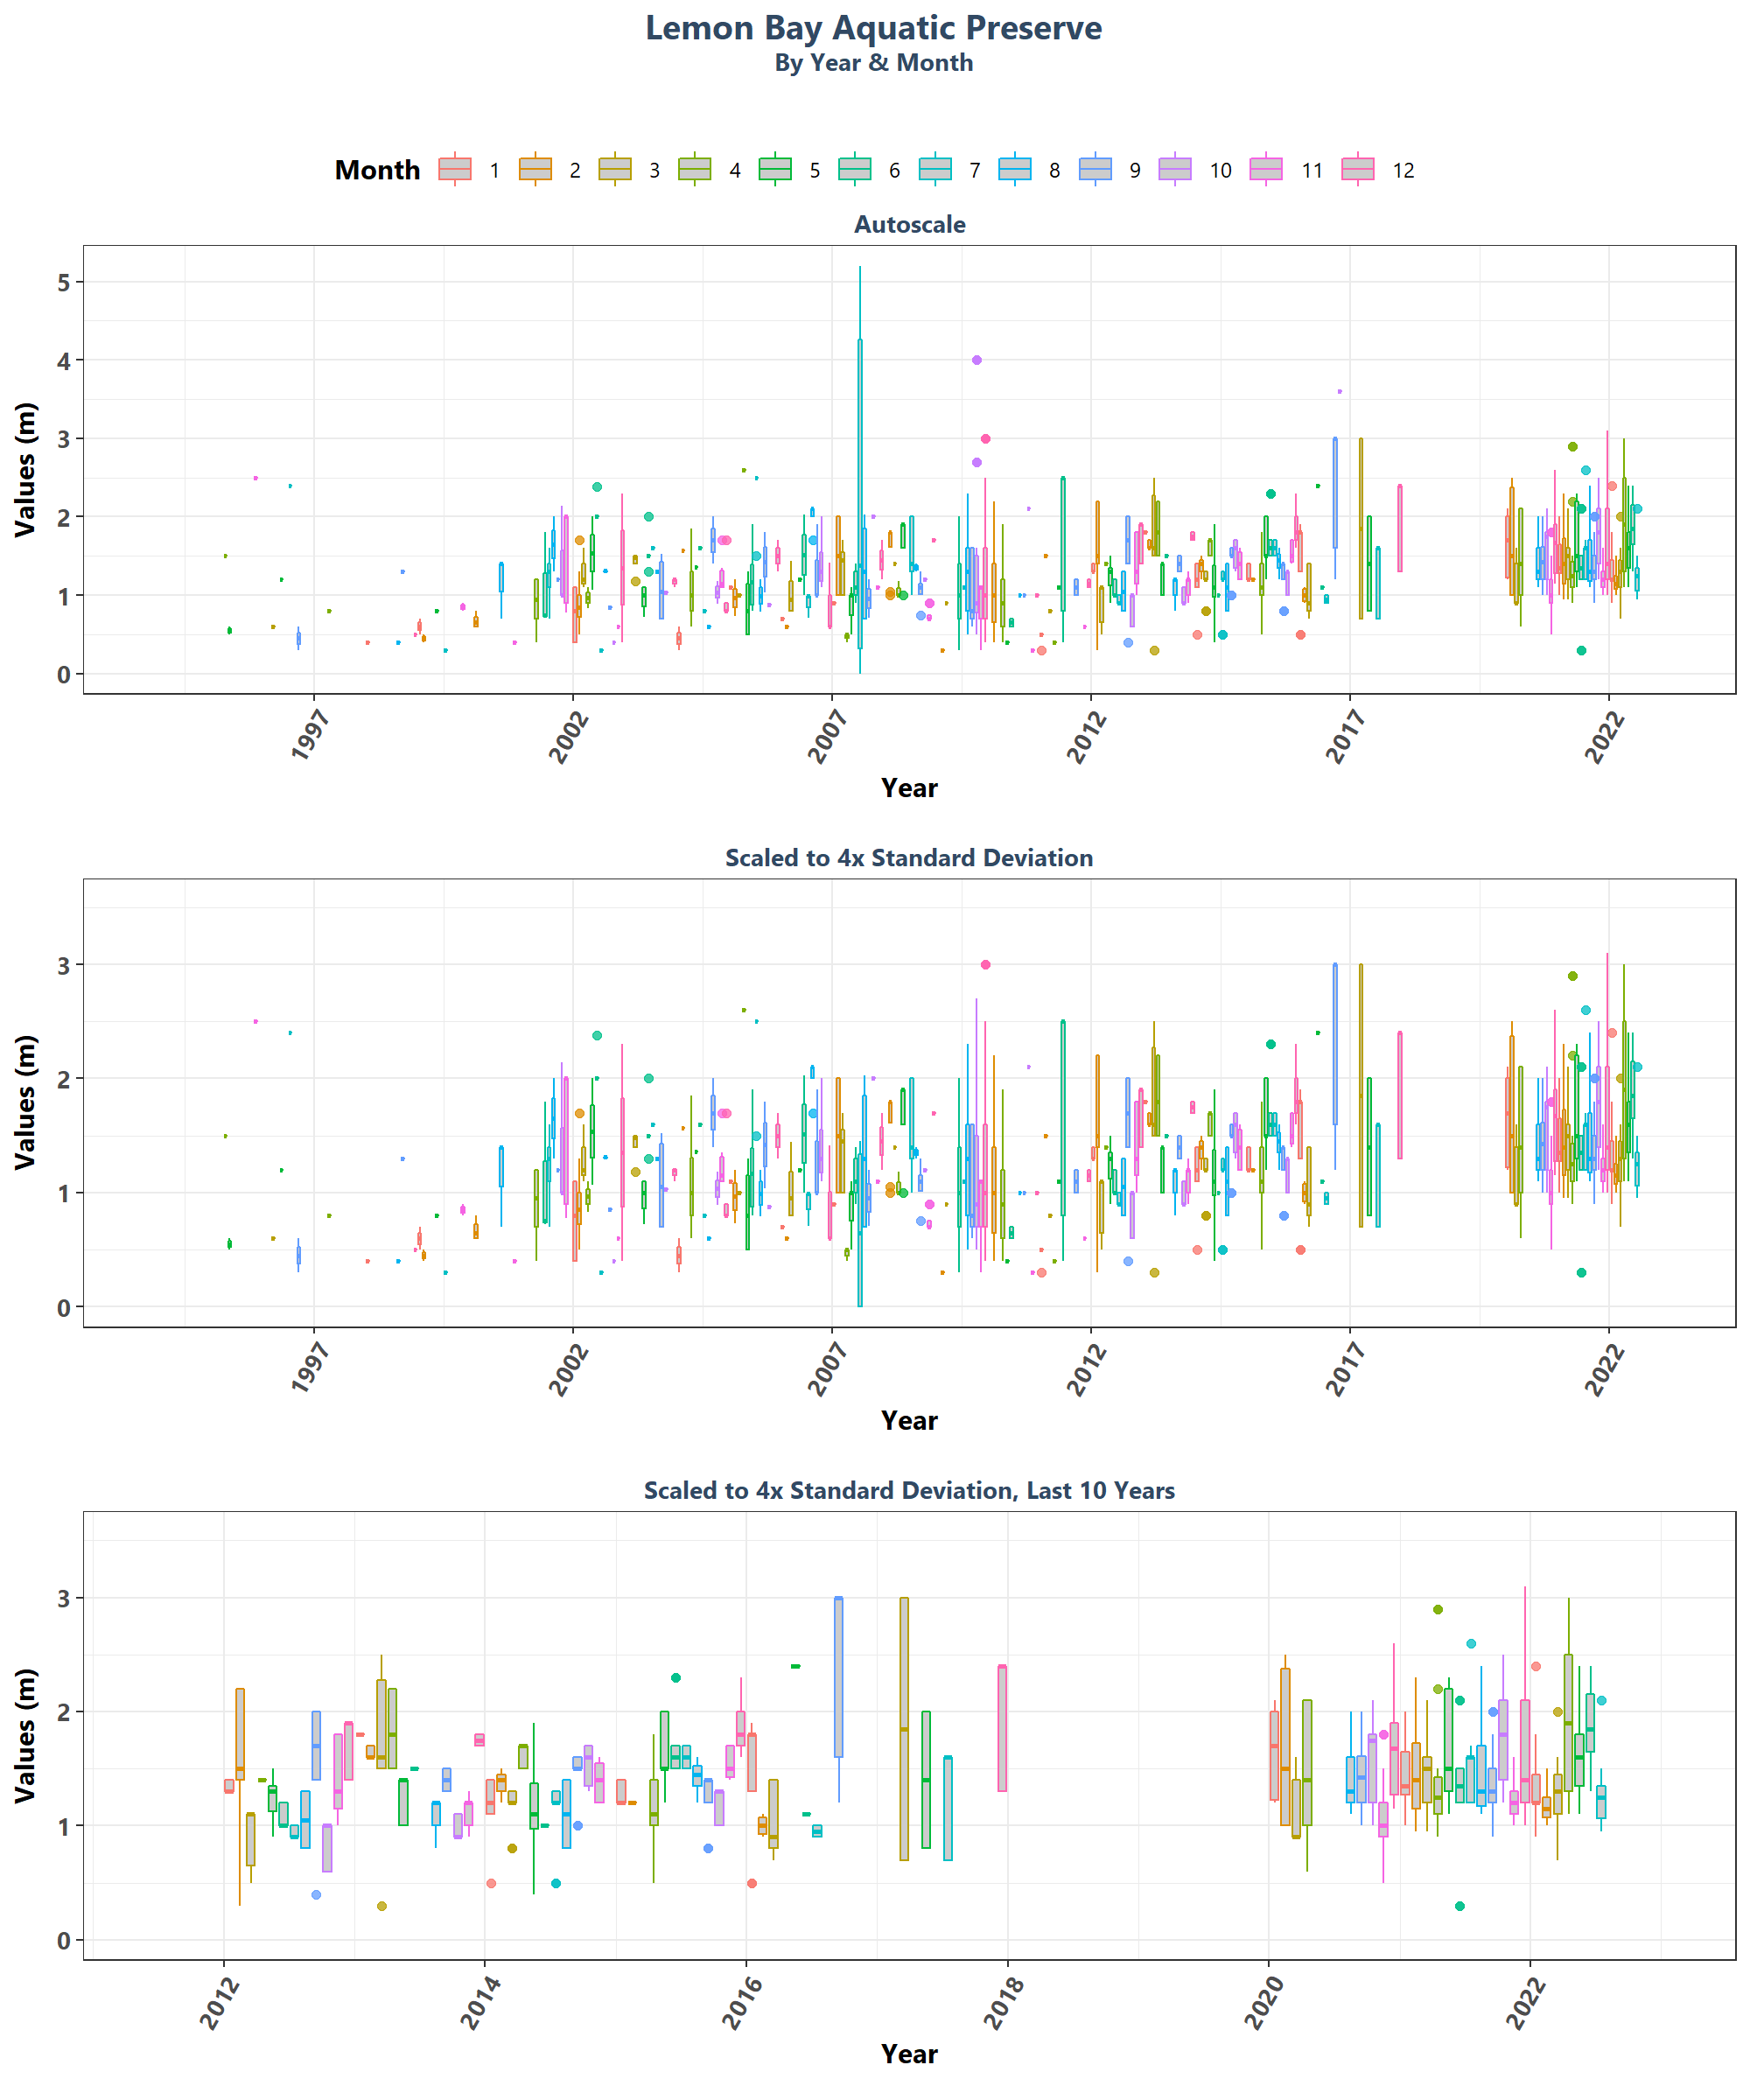 Lemon Bay Aquatic Preserve
By Year & Month
Month 1 2 3 4 5 6 7 8 9 10 11 12
Autoscale
5
4
3
2
1
0
Values (m)
1997 2002 2007 2012 2017 2022
Year
Scaled to 4x Standard Deviation
3
2
1
0
Values (m)
1997 2002 2007 2012 2017 2022
Year
Scaled to 4x Standard Deviation, Last 10 Years
3
2
1
0
Values (m)
2012 2014 2016 2018 2020 2022
Year